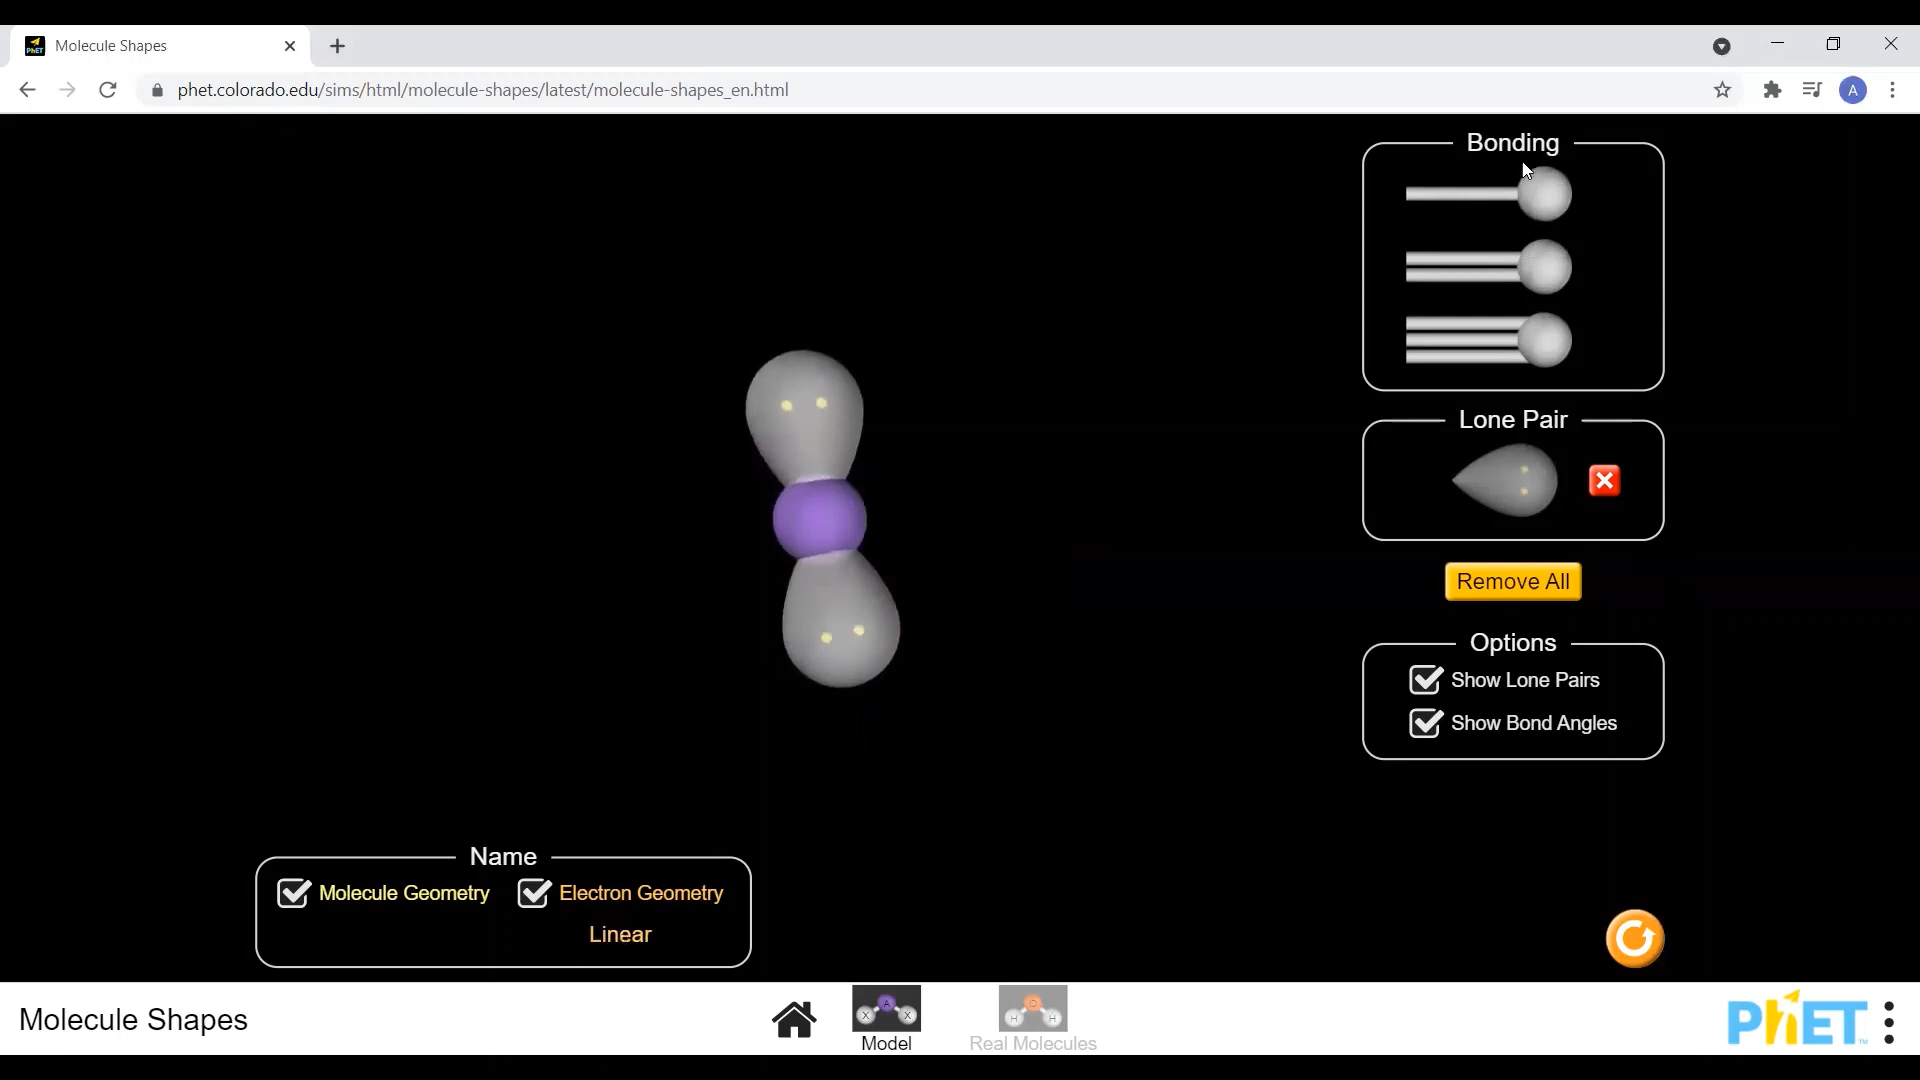 Molecule Shapes
phet.colorado.edu/sims/html/molecule-shapes/latest/molecule-shapes_en.html
A
Bonding
Lone Pair
Remove All
Options
Show Lone Pairs
Show Bond Angles
Name
Molecule Geometry Electron Geometry
Linear
Molecule Shapes
A
X X
Model
O
H H
Real Molecules
PhET